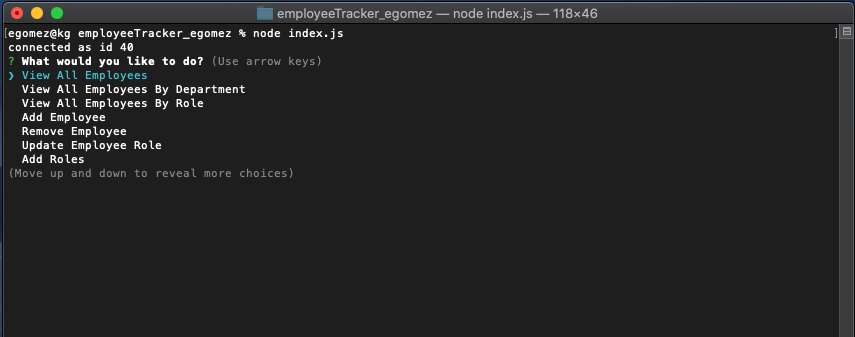 employeeTracker_egomez — node index.js — 118×46
[egomez@kg employeeTracker_egomez % node index.js ]
connected as id 40
? What would you like to do? (Use arrow keys)
❯ View All Employees
View All Employees By Department
View All Employees By Role
Add Employee
Remove Employee
Update Employee Role
Add Roles
(Move up and down to reveal more choices)